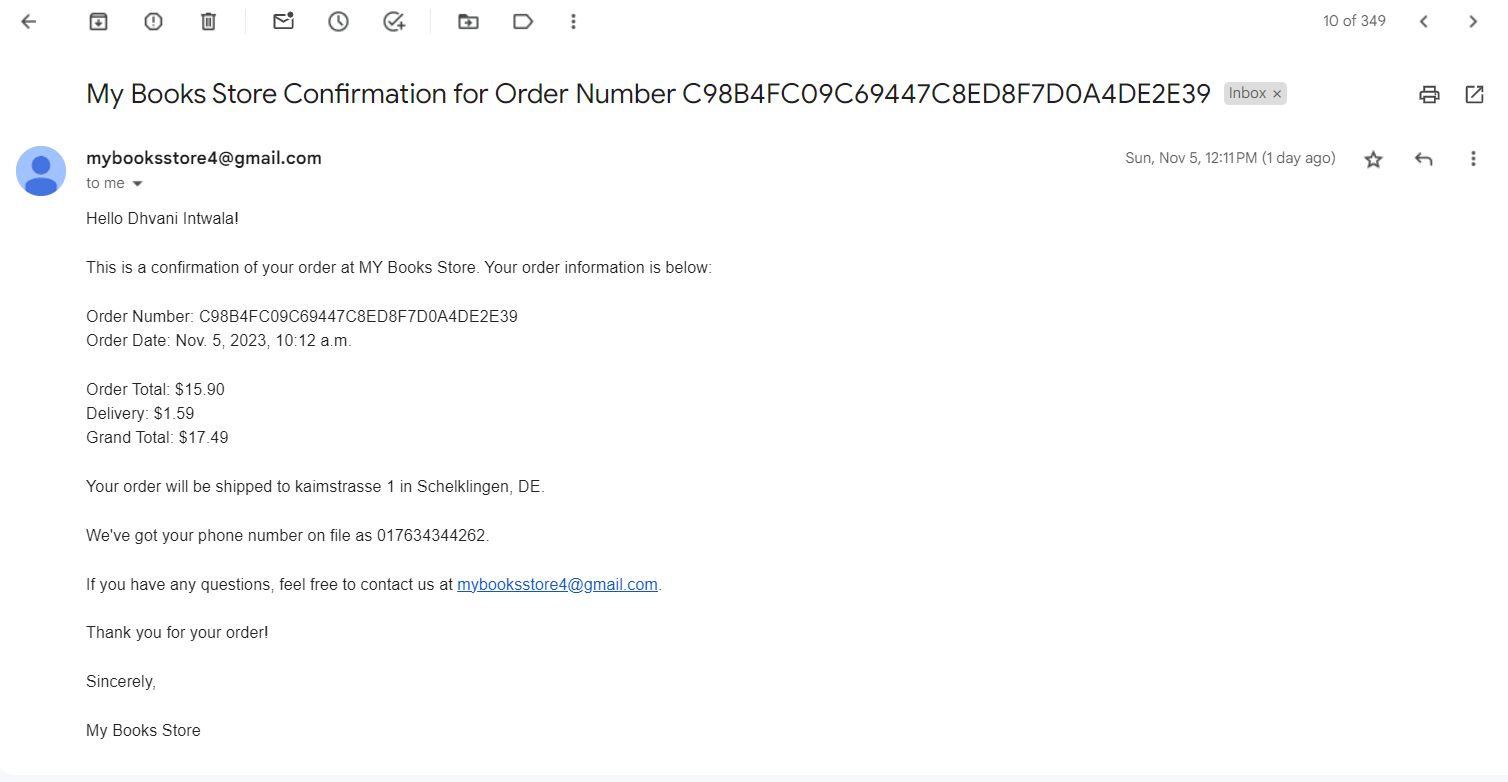 10 of 349
My Books Store Confirmation for Order Number C98B4FC09C69447C8ED8F7D0A4DE2E39 Inbox ×
mybooksstore4@gmail.com Sun, Nov 5, 12:11 PM (1 day ago)
to me
Hello Dhvani Intwala!
This is a confirmation of your order at MY Books Store. Your order information is below:
Order Number: C98B4FC09C69447C8ED8F7D0A4DE2E39
Order Date: Nov. 5, 2023, 10:12 a.m.
Order Total: $15.90
Delivery: $1.59
Grand Total: $17.49
Your order will be shipped to kaimstrasse 1 in Schelklingen, DE.
We've got your phone number on file as 017634344262.
If you have any questions, feel free to contact us at mybooksstore4@gmail.com.
Thank you for your order!
Sincerely,
My Books Store